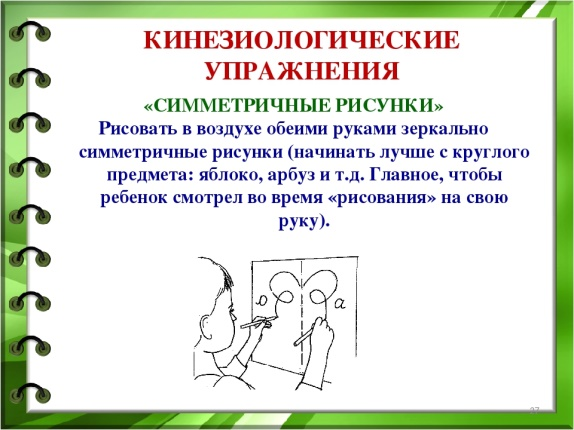 КИНЕЗИОЛОГИЧЕСКИЕ
УПРАЖНЕНИЯ
«СИММЕТРИЧНЫЕ РИСУНКИ»
Рисовать в воздухе обеими руками зеркально
симметричные рисунки (начинать лучше с круглого
предмета: яблоко, арбуз и т.д. Главное, чтобы
ребенок смотрел во время «рисования» на свою
руку).
а